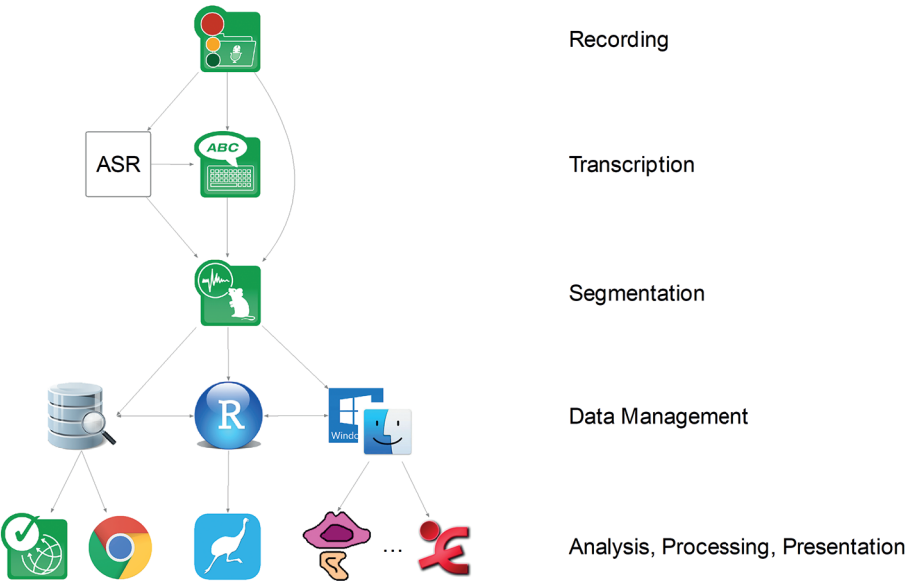 Recording
ABC
ASR
Transcription
Segmentation
R
Windo
Data Management
...
Analysis, Processing, Presentation